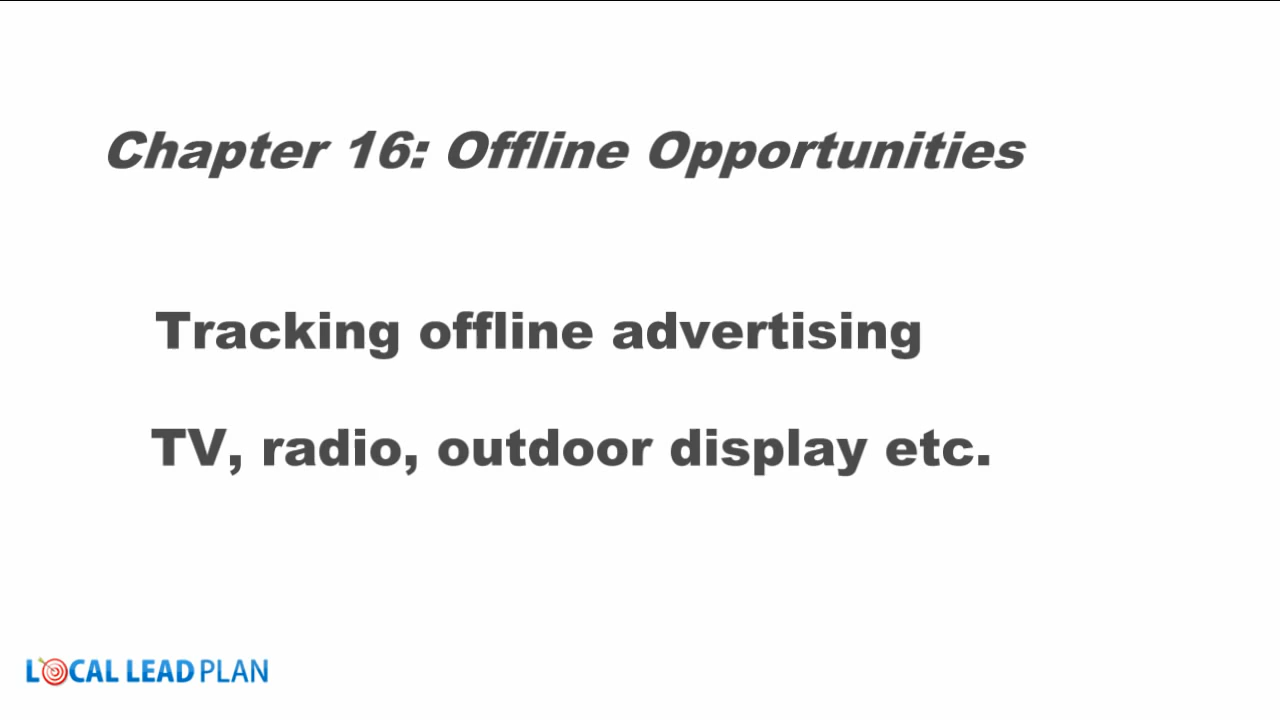 Chapter 16: Offline Opportunities
Tracking offline advertising
TV, radio, outdoor display etc.
LOCAL LEAD PLAN